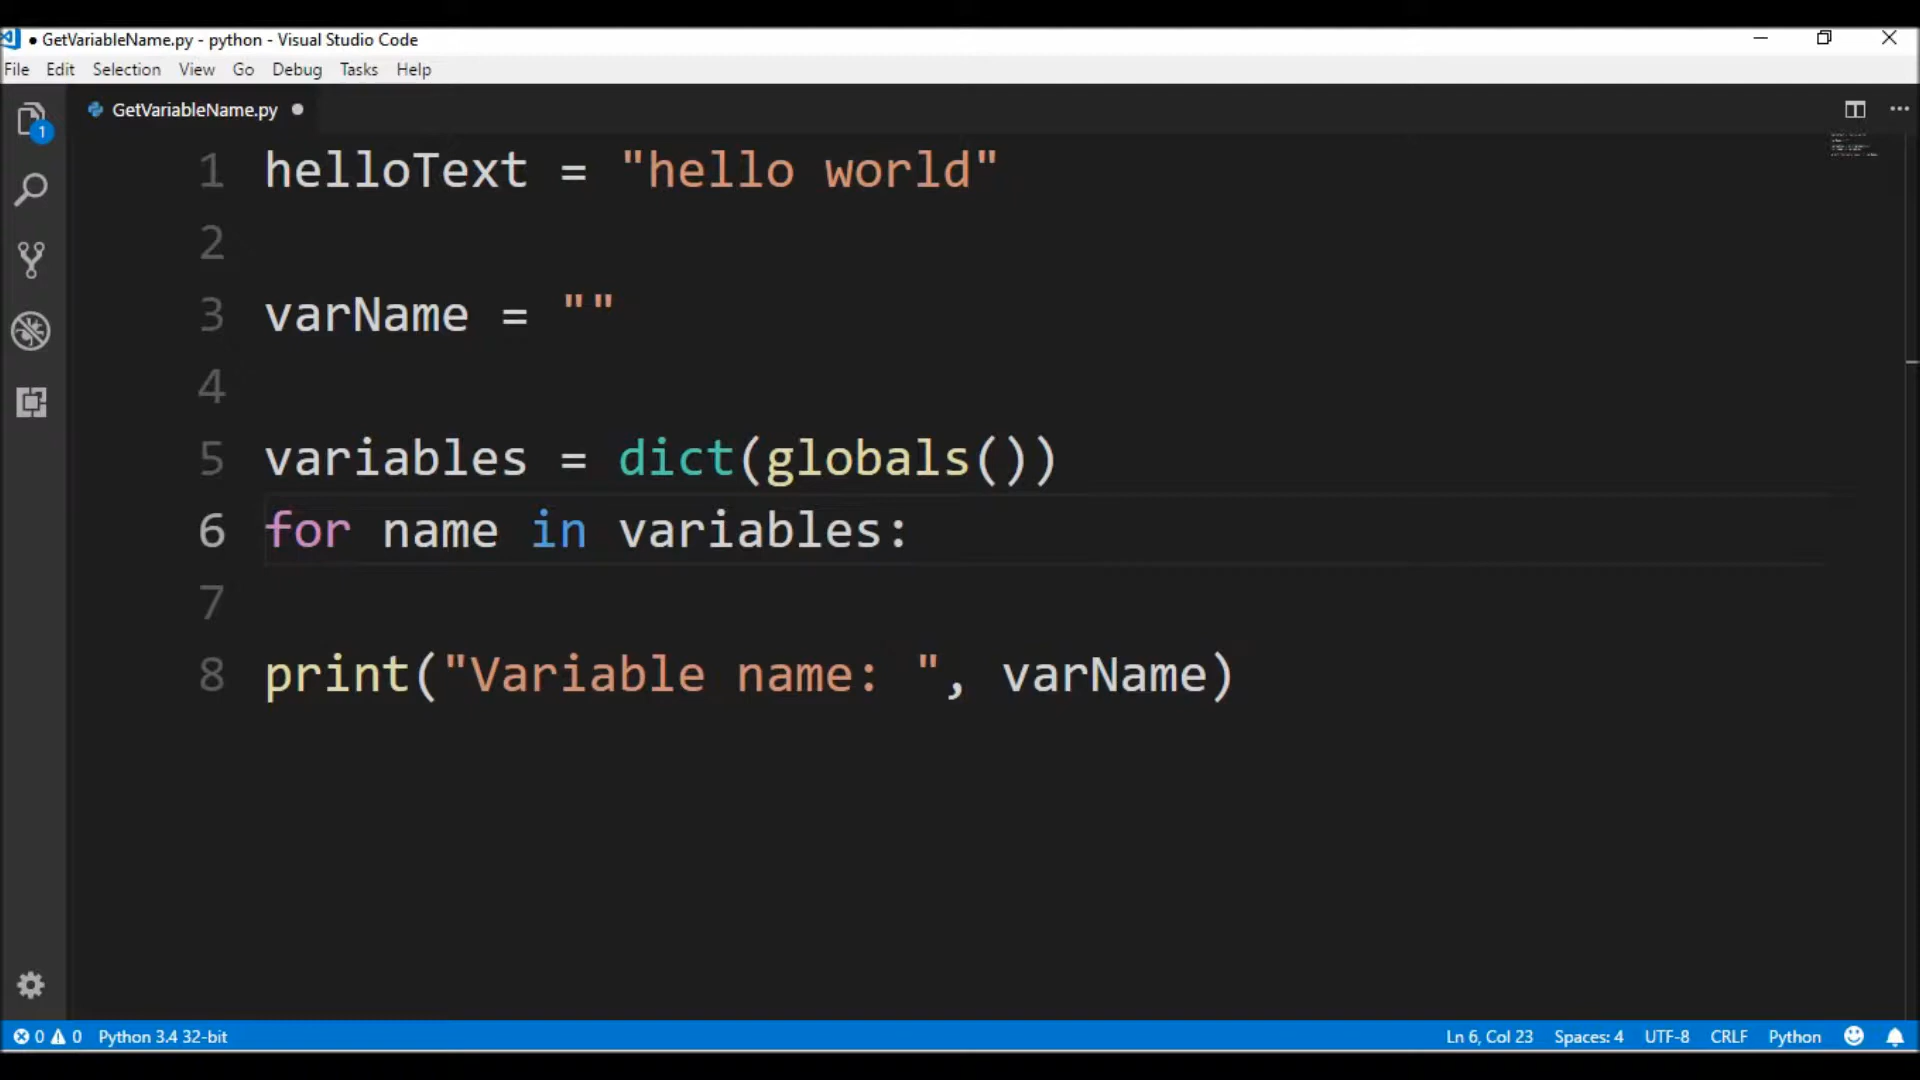 ● GetVariableName.py - python - Visual Studio Code
File Edit Selection View Go Debug Tasks Help
1
GetVariableName.py ●
1 helloText = "hello world"
2
3 varName = ""
4
5 variables = dict(globals())
6 for name in variables:
7
8 print("Variable name: ", varName)
0 0 Python 3.4 32-bit Ln 6, Col 23 Spaces: 4 UTF-8 CRLF Python